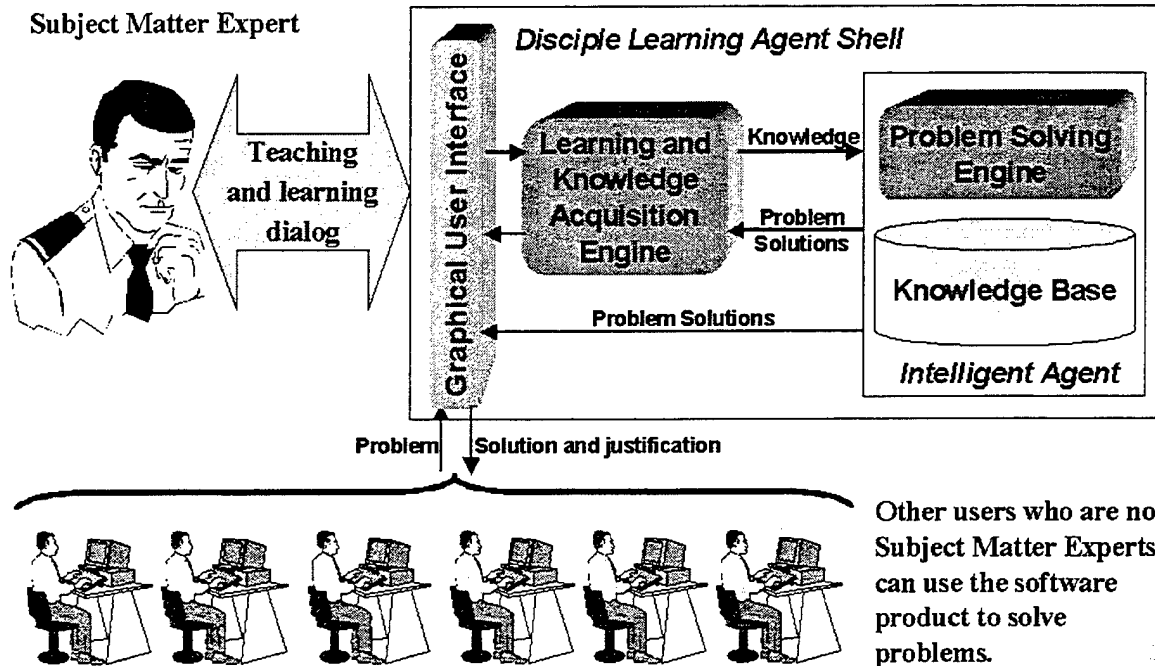 Subject Matter Expert
Teaching
and learning
dialog
Graphical User Interface
Disciple Learning Agent Shell
Learning and
Knowledge
Acquisition
Engine
Knowledge
Problem
Solutions
Problem Solutions
Problem Solving
Engine
Knowledge Base
Intelligent Agent
Problem
Solution and justification
Other users who are no
Subject Matter Experts
can use the software
product to solve
problems.